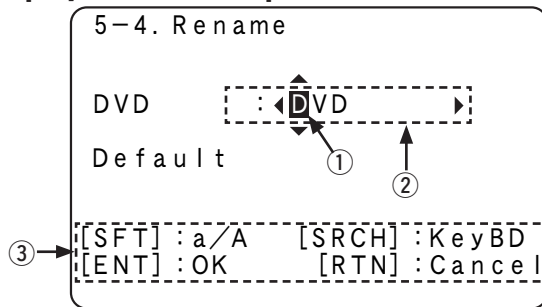 5-4. Rename
DVD : DVD
Default
①
②
③
[SFT] : a/A [SRCH] : KeyBD
[ENT] : OK [RTN] : Cancel